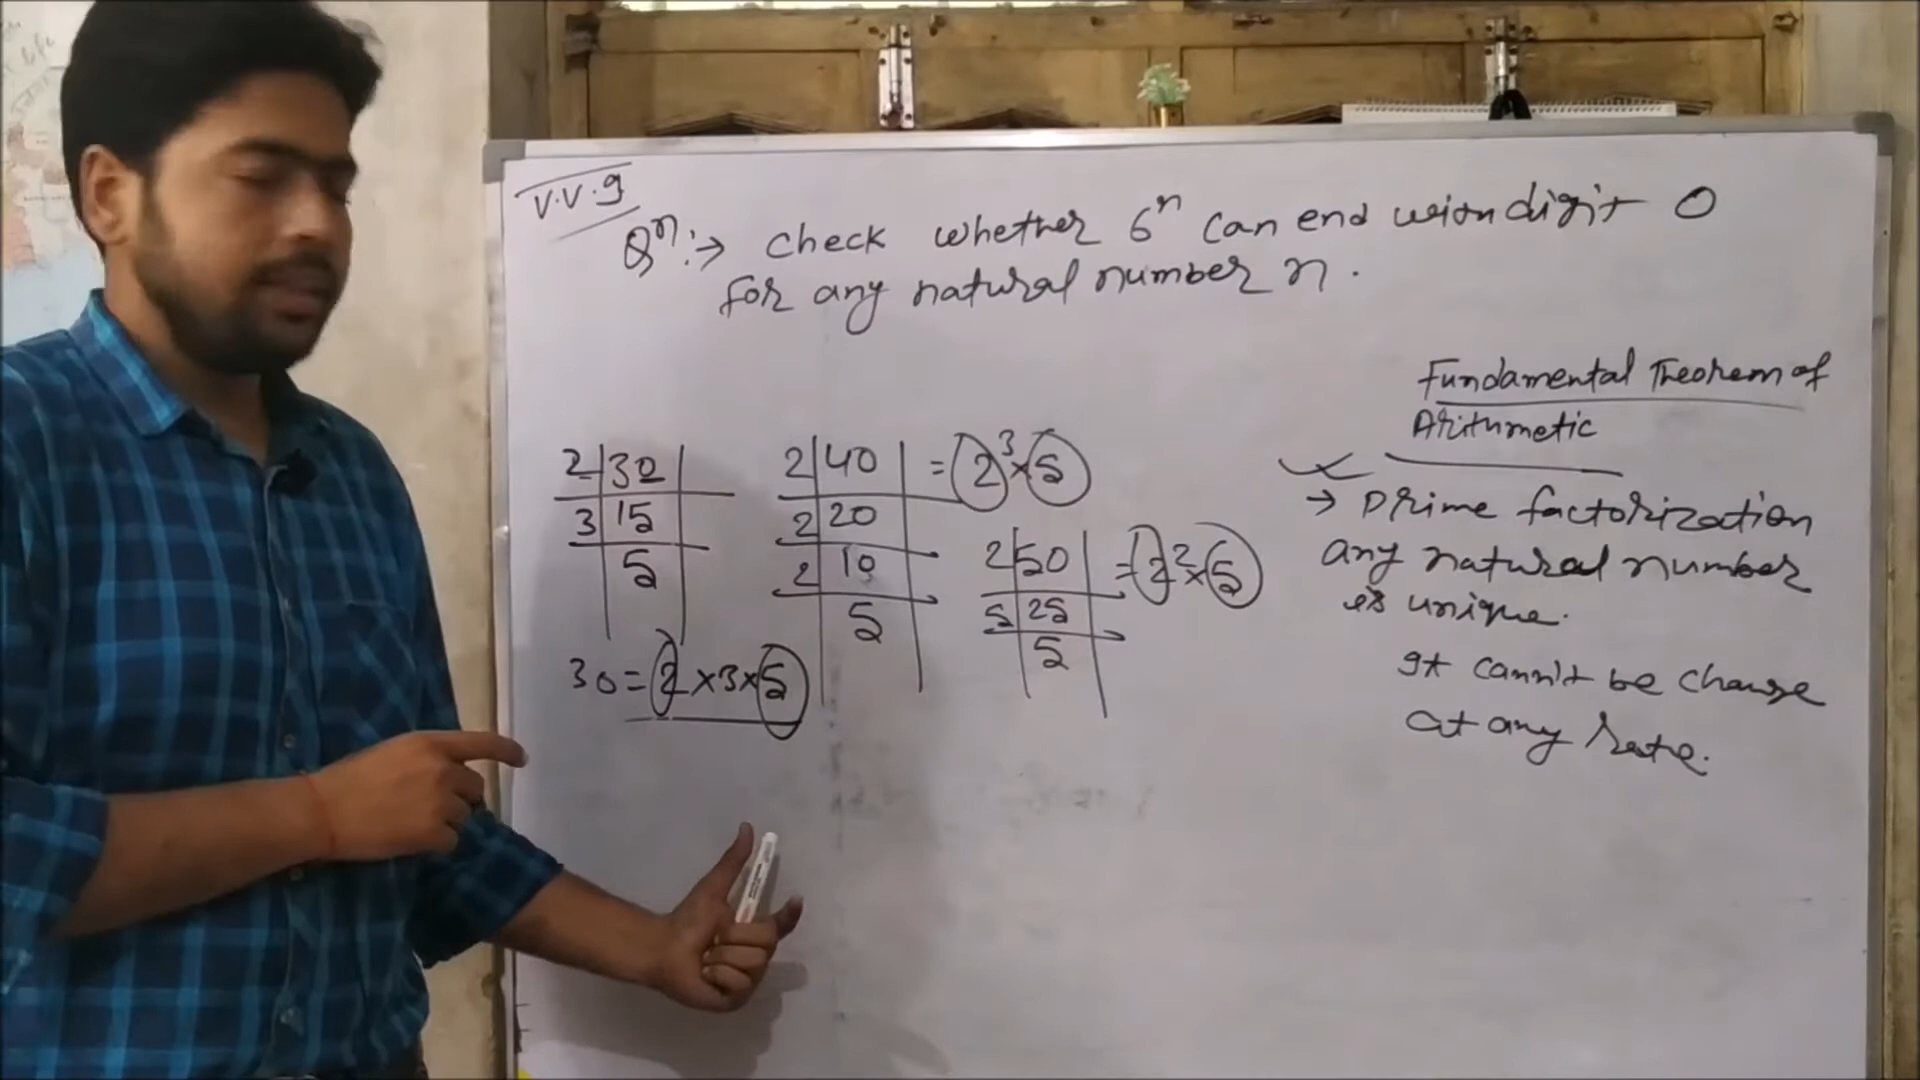 V.V.g
Qn:→ Check whether 6ⁿ can end with digit 0
for any natural number n.
Fundamental Theorem of
Arithmetic
→ Prime factorization
any natural number
is unique.
It cann't be change
at any rate.
2|30
3|15
5
30=2×3×5
2|40 = 2³×5
2|20
2|10
5
2|50 = 2²×5
5|25
5